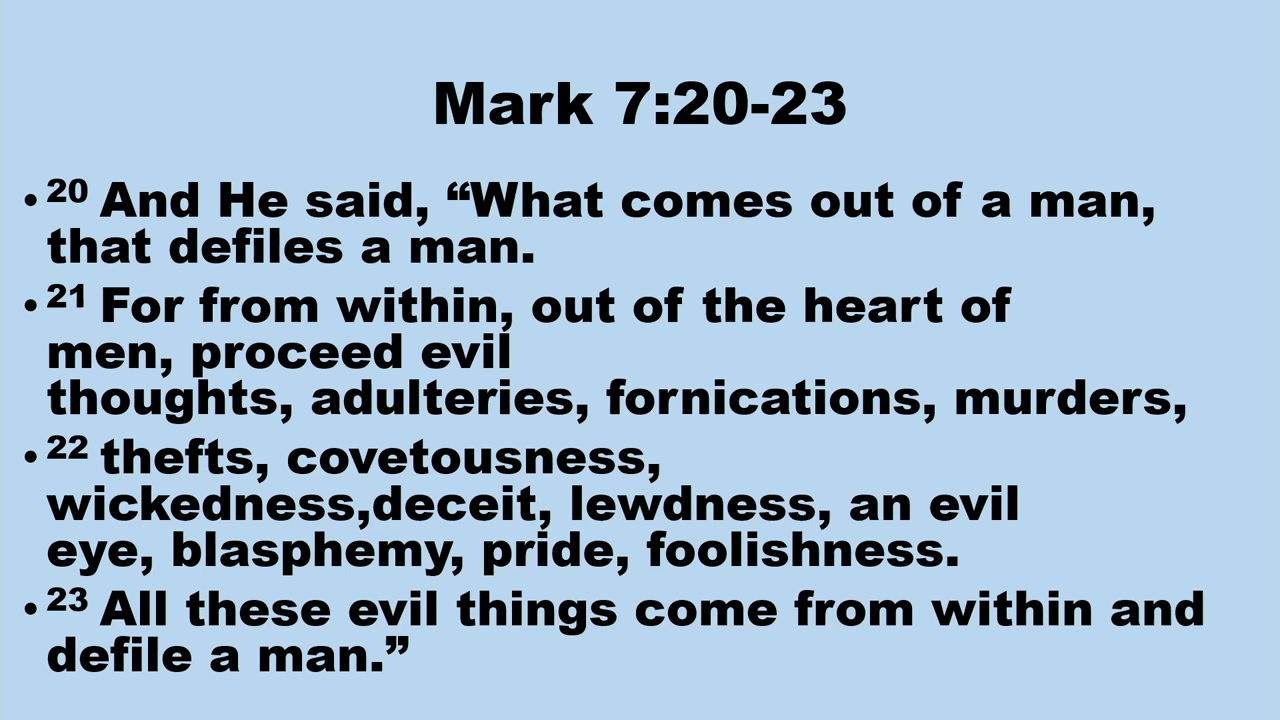 Mark 7:20-23
• 20 And He said, “What comes out of a man,
that defiles a man.
• 21 For from within, out of the heart of
men, proceed evil
thoughts, adulteries, fornications, murders,
• 22 thefts, covetousness,
wickedness,deceit, lewdness, an evil
eye, blasphemy, pride, foolishness.
• 23 All these evil things come from within and
defile a man.”